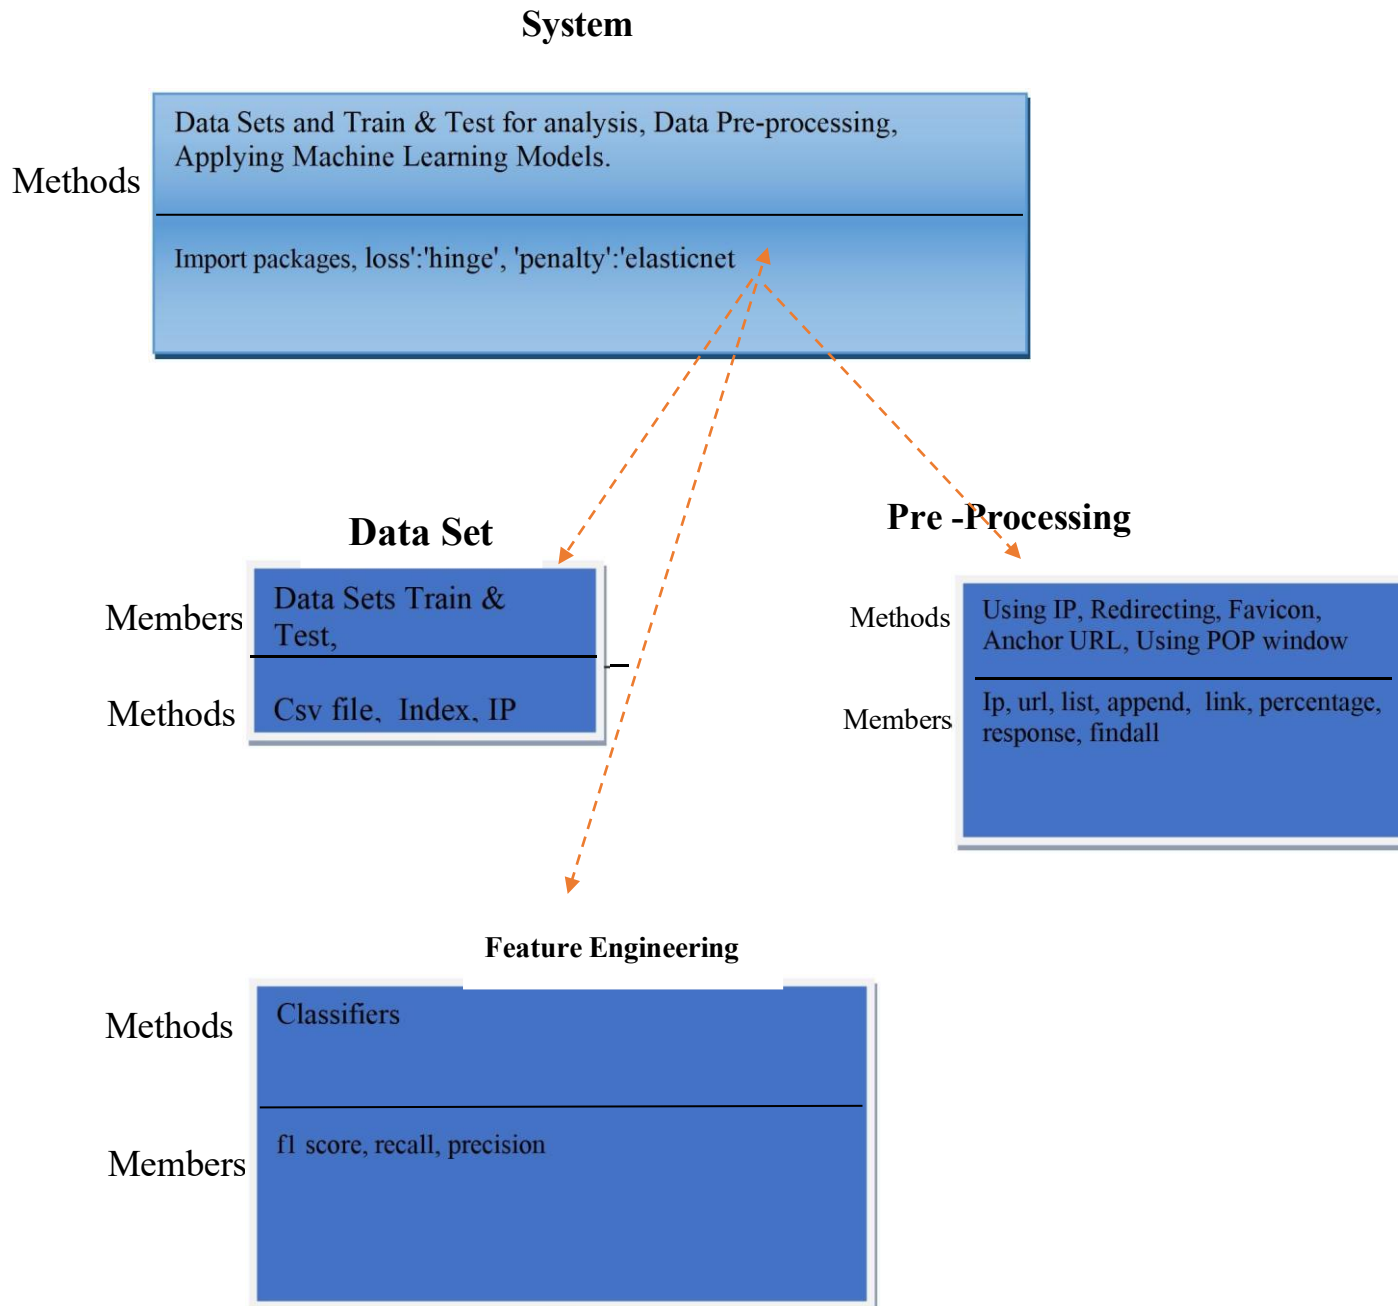 System
Data Sets and Train & Test for analysis, Data Pre-processing,
Applying Machine Learning Models.
Methods
Import packages, loss':'hinge', 'penalty':'elasticnet
Data Set
Members
Data Sets Train &
Test,
Methods
Csv file,  Index, IP
Pre -Processing
Methods
Using IP, Redirecting, Favicon,
Anchor URL, Using POP window
Members
Ip, url, list, append,  link, percentage,
response, findall
Feature Engineering
Methods
Classifiers
Members
f1 score, recall, precision